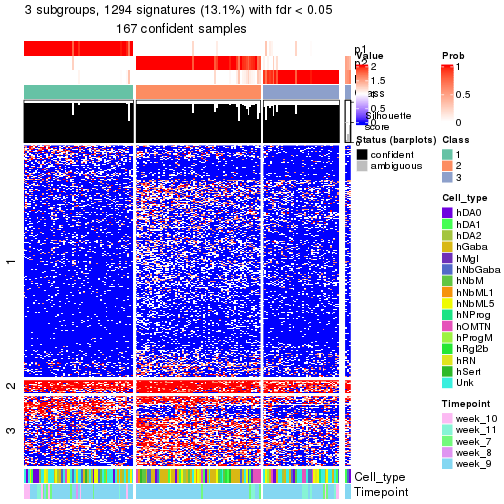 3 subgroups, 1294 signatures (13.1%) with fdr < 0.05
167 confident samples
p1
p2
Value
2
1.5
1
0.5
0
Silhouette
score
Status (barplots)
confident
ambiguous
Prob
1
0.5
0
Class
1
2
3
Cell_type
hDA0
hDA1
hDA2
hGaba
hMgl
hNbGaba
hNbM
hNbML1
hNbML5
hNProg
hOMTN
hProgM
hRgl2b
hRN
hSert
Unk
Timepoint
week_10
week_11
week_7
week_8
week_9
1
2
3
Cell_type
Timepoint